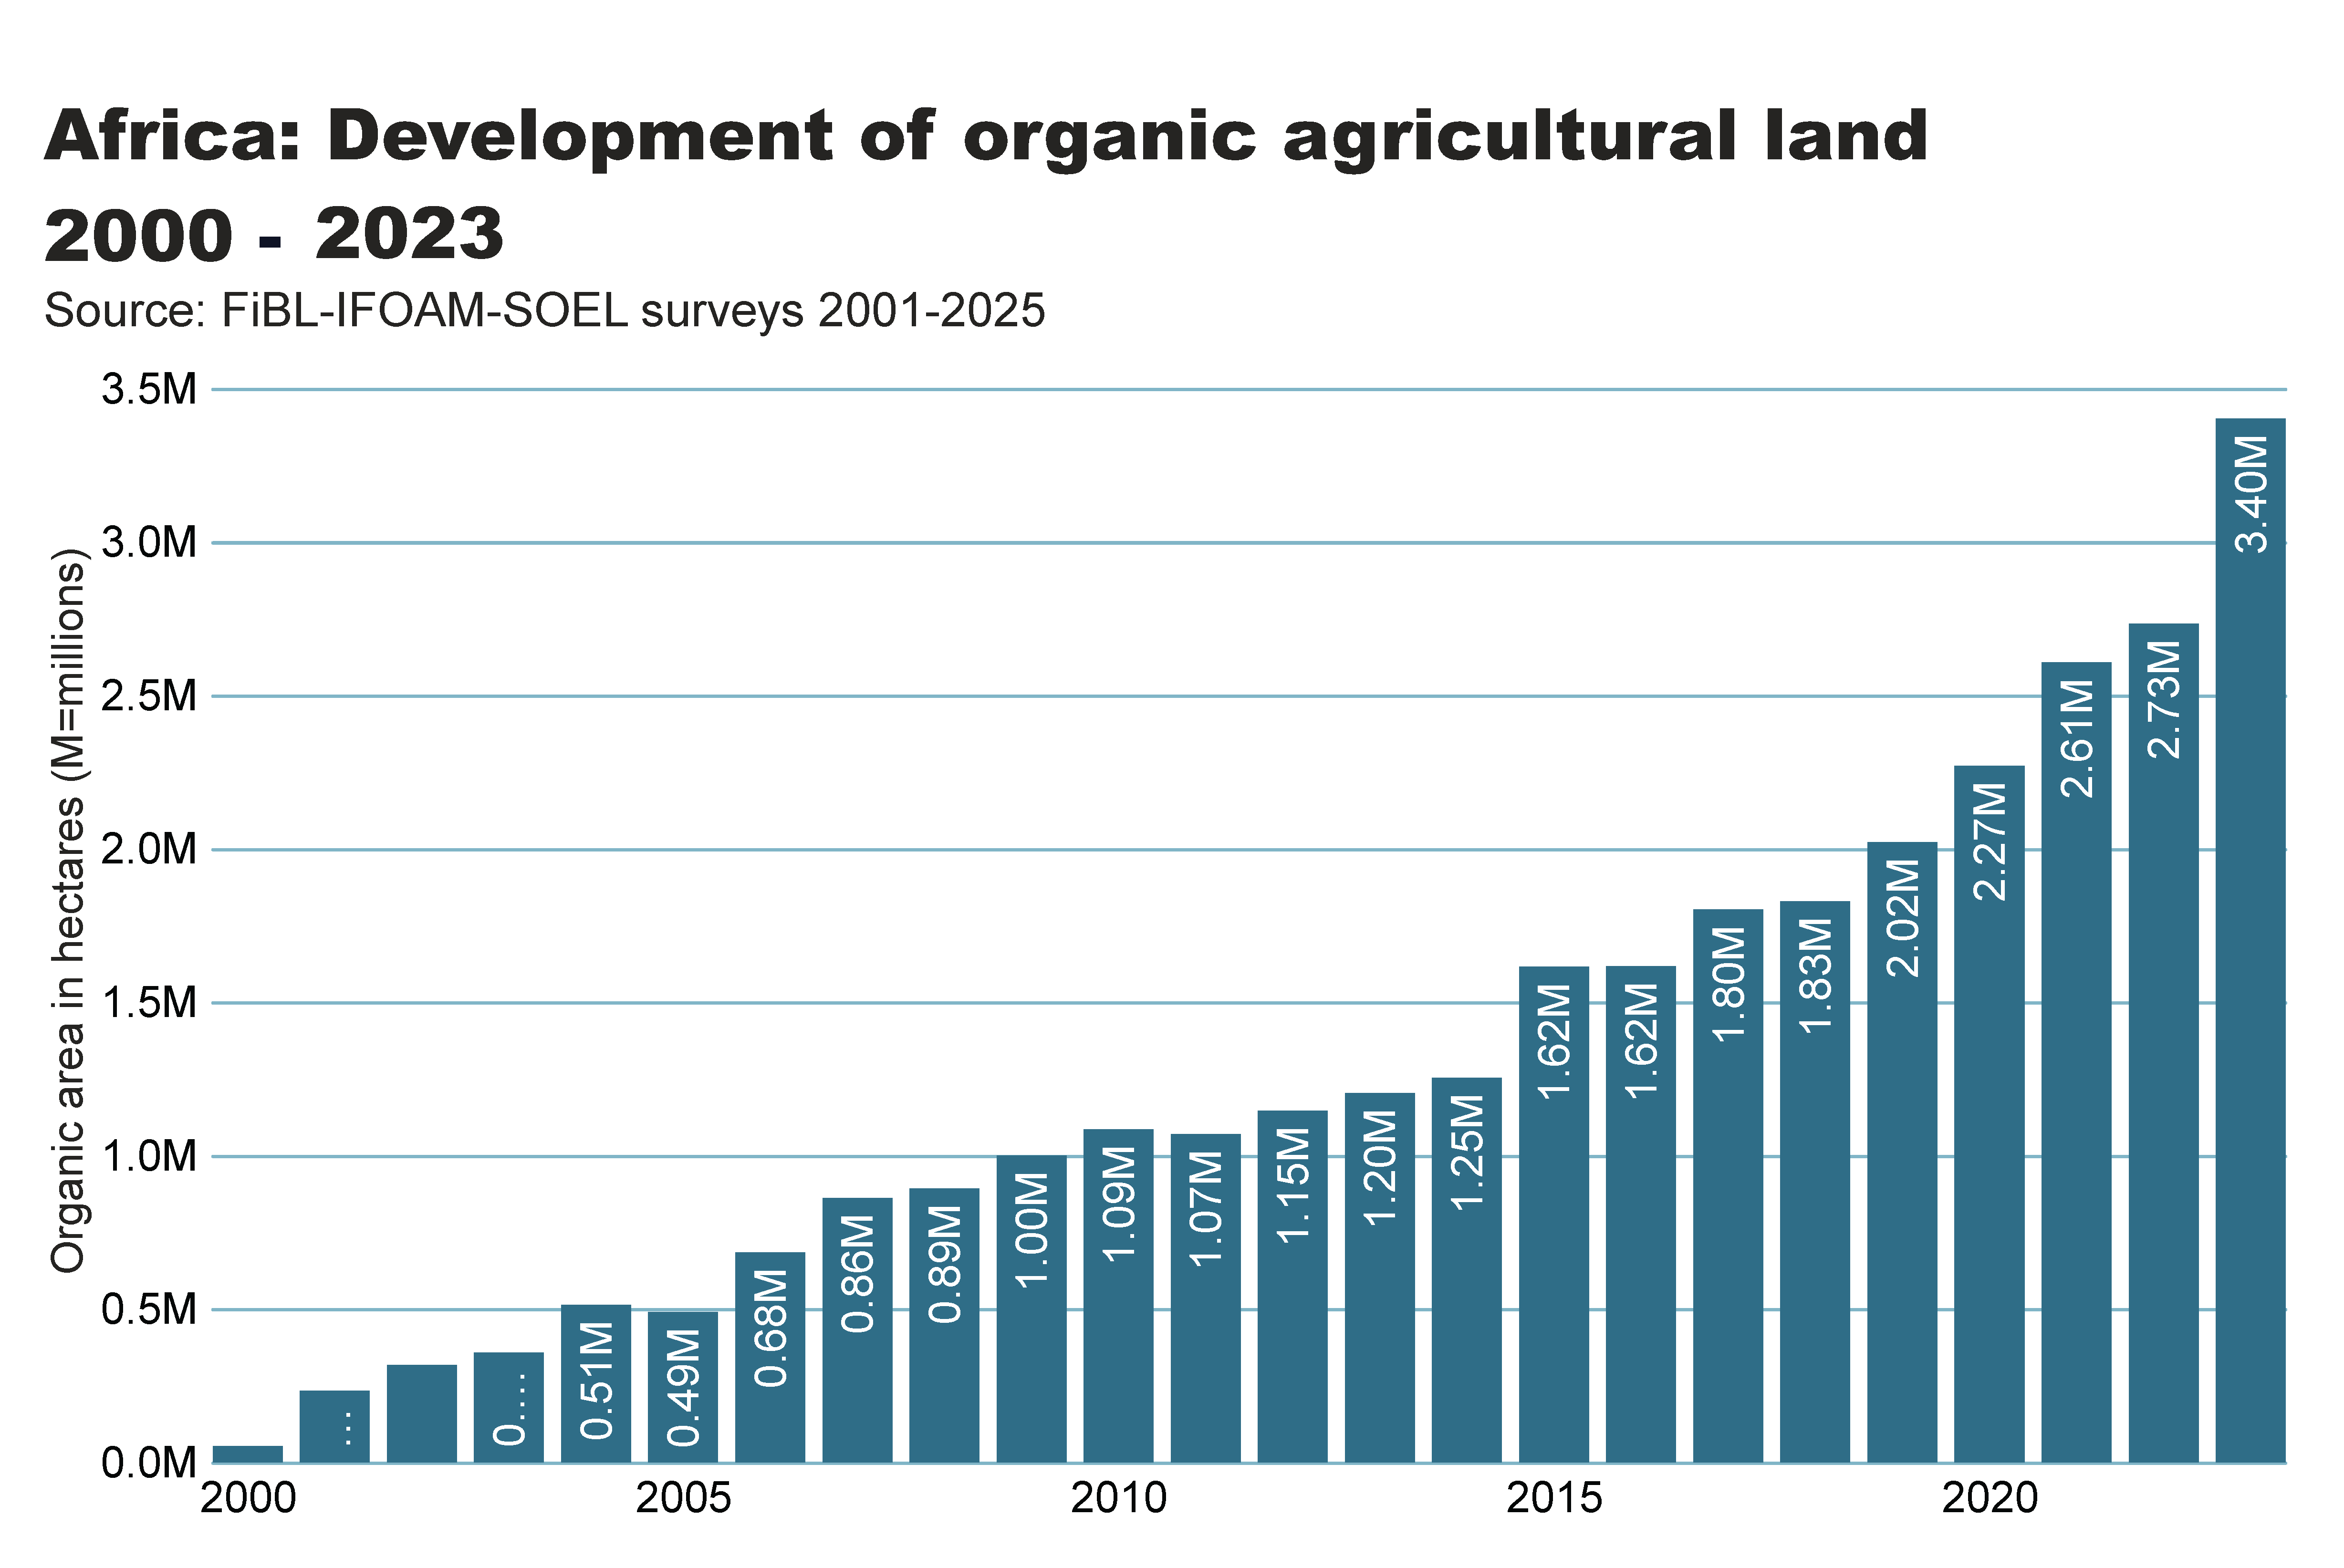 Africa: Development of organic agricultural land
2000 - 2023
Source: FiBL-IFOAM-SOEL surveys 2001-2025
Organic area in hectares (M=millions)
3.5M
3.0M
2.5M
2.0M
1.5M
1.0M
0.5M
0.0M
...
0....
0.51M
0.49M
0.68M
0.86M
0.89M
1.00M
1.09M
1.07M
1.15M
1.20M
1.25M
1.62M
1.62M
1.80M
1.83M
2.02M
2.27M
2.61M
2.73M
3.40M
2000
2005
2010
2015
2020